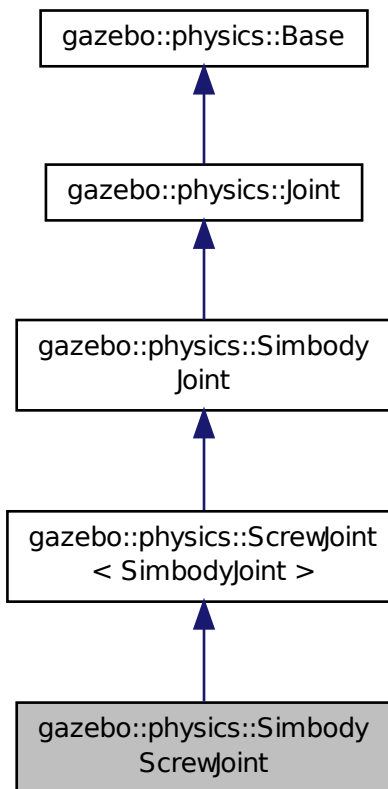 gazebo::physics::Base
gazebo::physics::Joint
gazebo::physics::Simbody
Joint
gazebo::physics::ScrewJoint
< SimbodyJoint >
gazebo::physics::Simbody
ScrewJoint